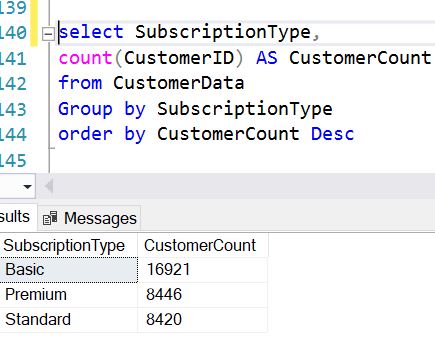 139
140 select SubscriptionType,
141 count(CustomerID) AS CustomerCount
142 from CustomerData
143 Group by SubscriptionType
144 order by CustomerCount Desc
145
sults Messages
SubscriptionType CustomerCount
Basic 16921
Premium 8446
Standard 8420